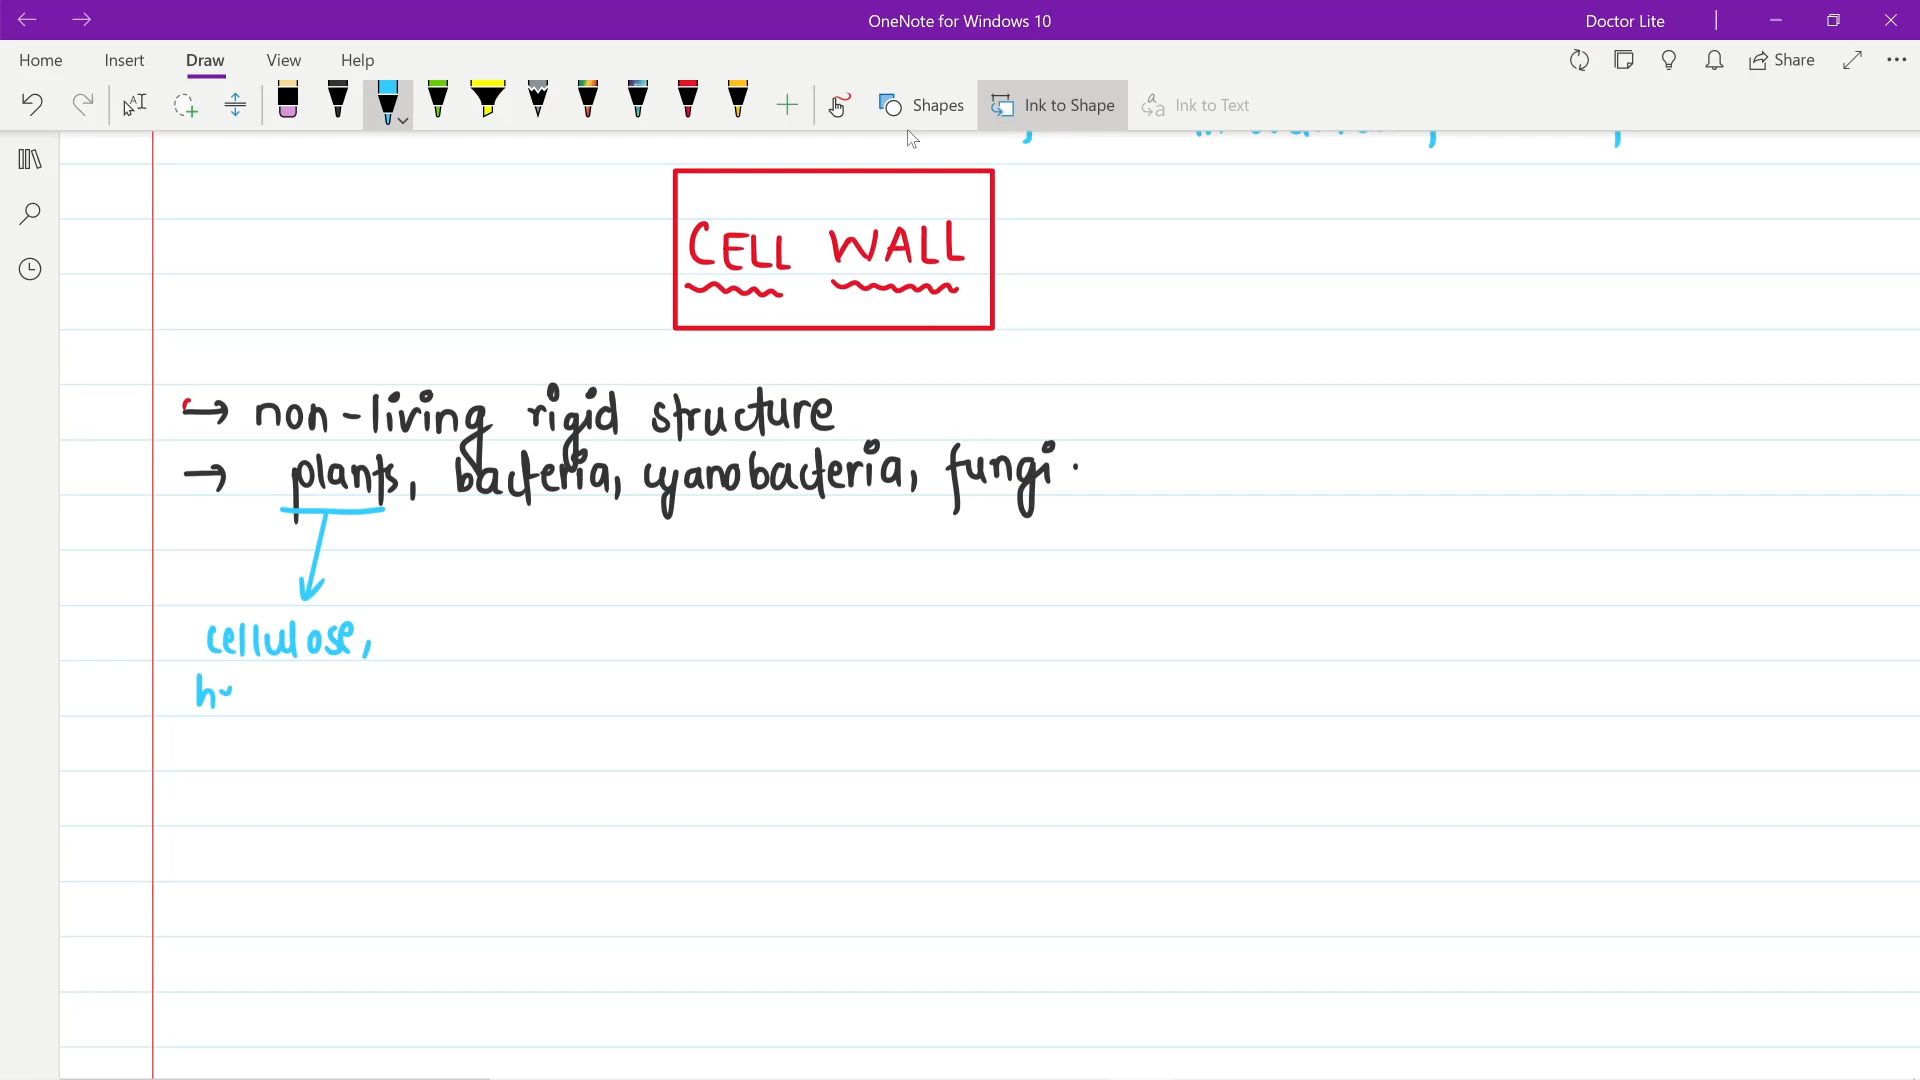 OneNote for Windows 10
Doctor Lite
Home Insert Draw View Help
Share
Shapes
Ink to Shape
Ink to Text
CELL WALL
→ non-living rigid structure
→ plants, bacteria, cyanobacteria, fungi.
cellulose,